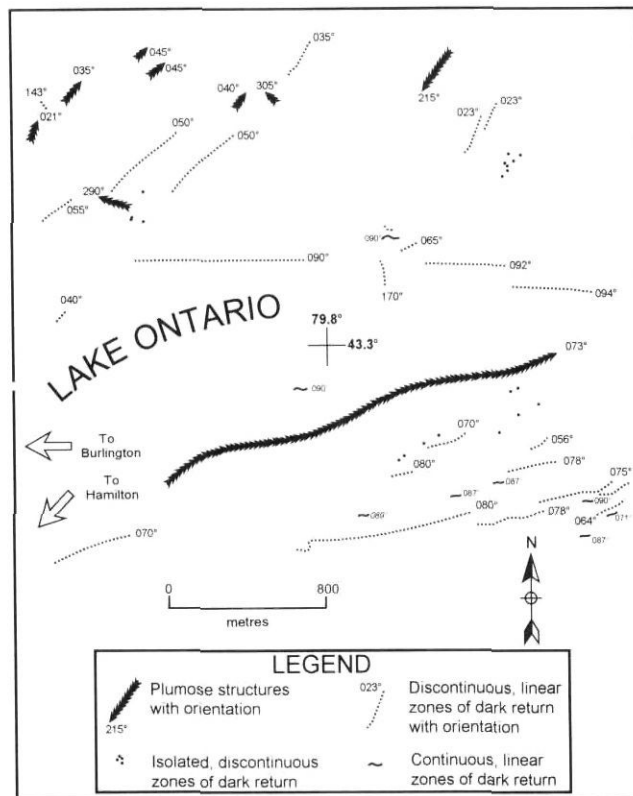 035°
045°
045°
035°
040°
305°
215°
143°
021°
023°
023°
050°
050°
290°
055°
090°
065°
090°
092°
170°
094°
040°
LAKE ONTARIO
79.8°
43.3°
073°
090
070°
056°
To
Burlington
080°
078°
075°
To
Hamilton
087
087
090
089
080°
078°
064°
071
087
070°
N
0 800
metres
LEGEND
Plumose structures
with orientation
215°
023°
Discontinuous, linear
zones of dark return
with orientation
Isolated, discontinuous
zones of dark return
Continuous, linear
zones of dark return